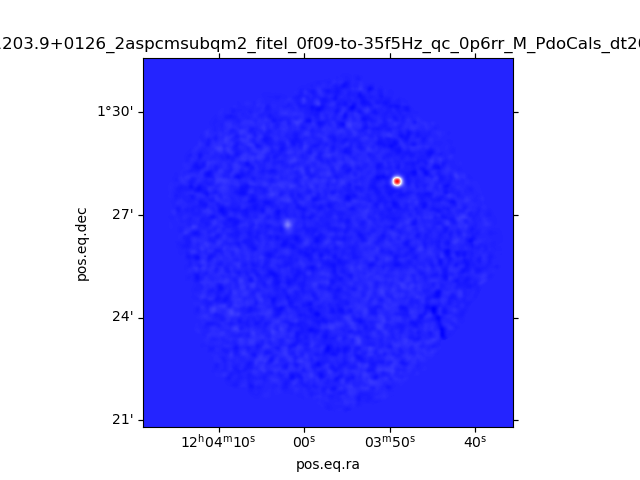 1203.9+0126_2aspcmsubqm2_fitel_0f09-to-35f5Hz_qc_0p6rr_M_PdoCals_dt20
1°30'
27'
24'
21'
pos.eq.dec
12h04m10s 00s 03m50s 40s
pos.eq.ra